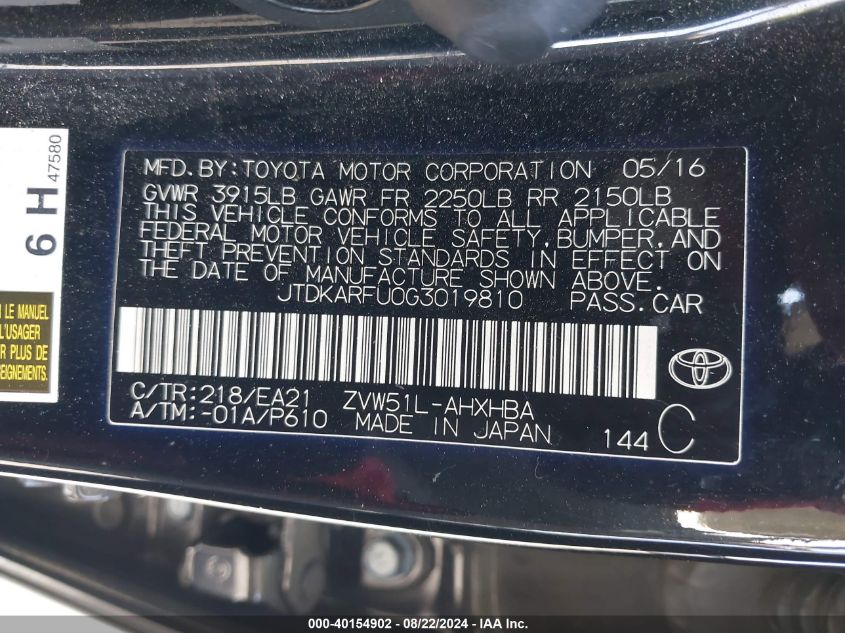 MFD.BY:TOYOTA MOTOR CORPORATION 05/16
GVWR 3915LB GAWR FR 2250LB RR 2150LB
THIS VEHICLE CONFORMS TO ALL APPLICABLE
FEDERAL MOTOR VEHICLE SAFETY,BUMPER,AND
THEFT PREVENTION STANDARDS IN EFFECT ON
THE DATE OF MANUFACTURE SHOWN ABOVE.
JTDKARFU0G3019810 PASS.CAR
C/TR:218/EA21 ZVW51L-AHXHBA
A/TM:-01A/P610 MADE IN JAPAN 144 C
6 H
47580
LE MANUEL
L'USAGER
PLUS DE
EIGNEMENTS.
000-40154902 - 08/22/2024 - IAA Inc.